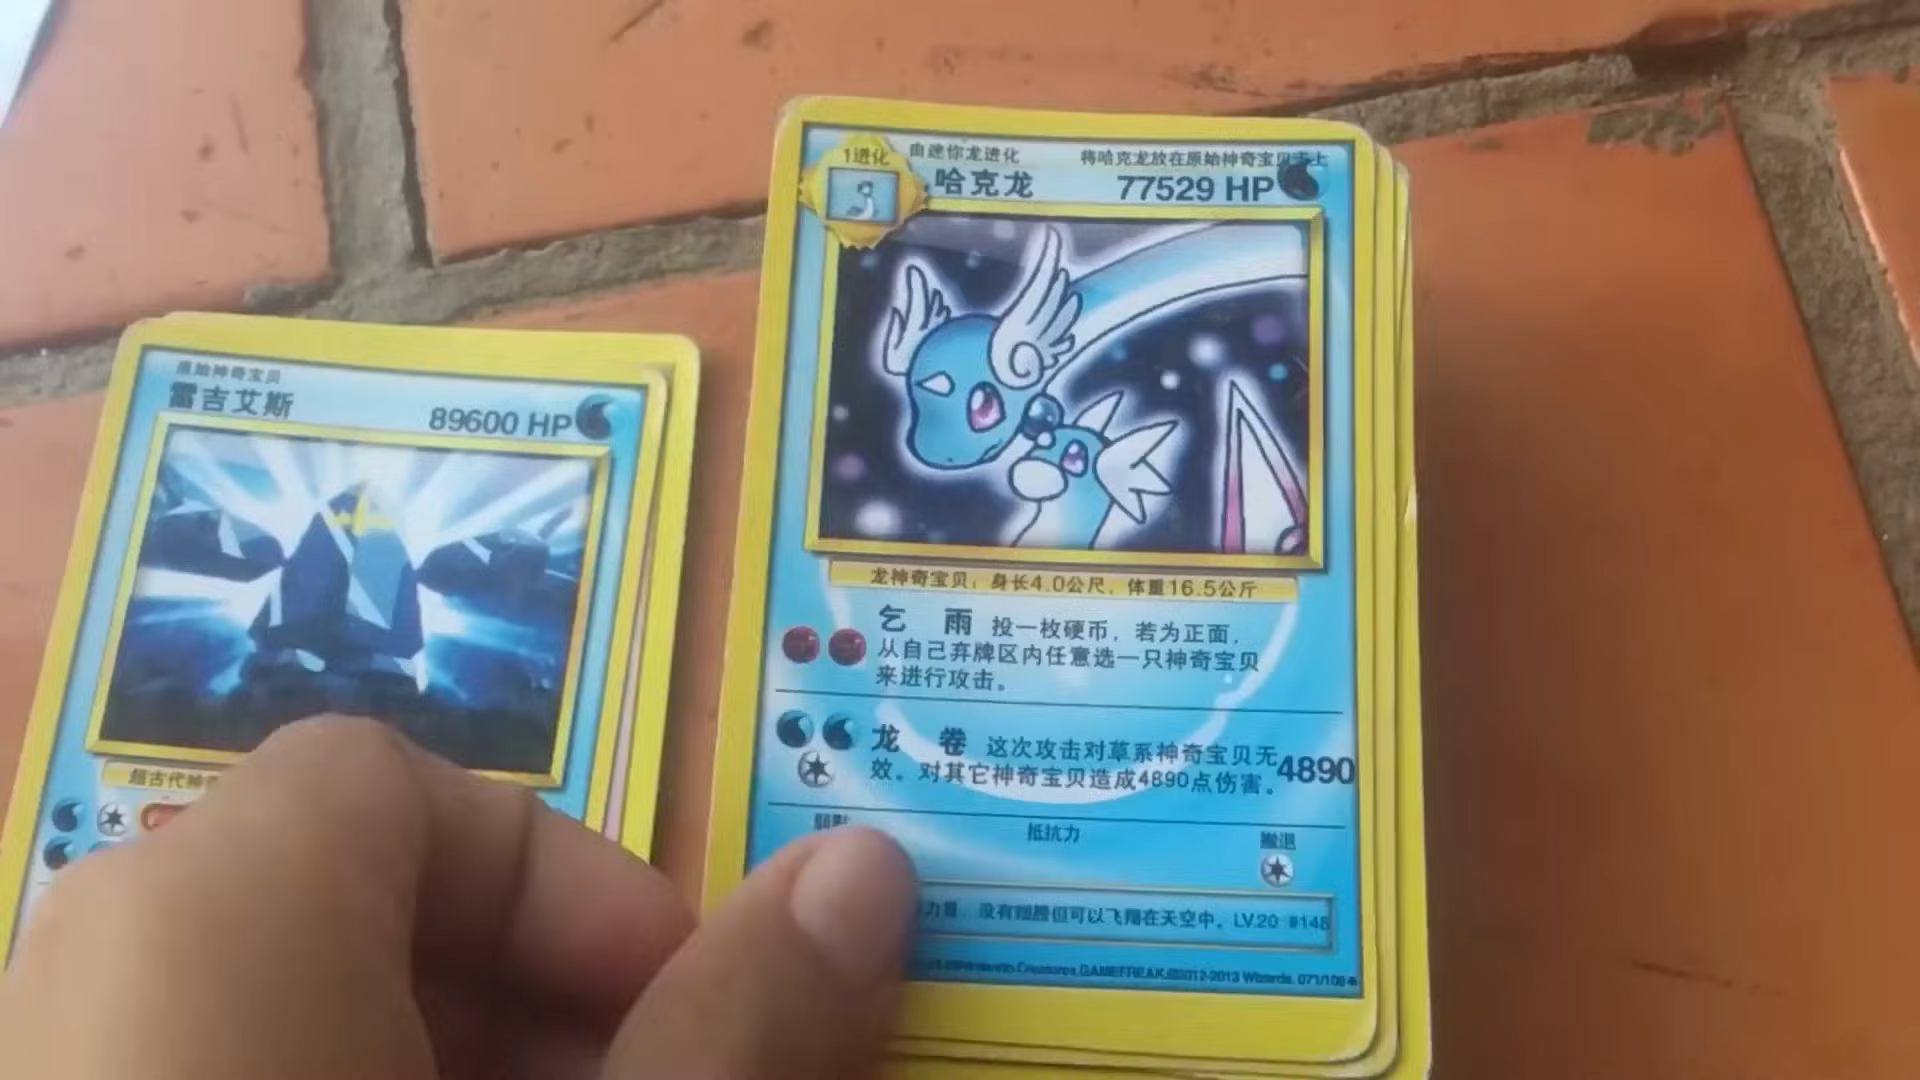 原始神奇宝贝
雷吉艾斯
89600 HP
超古代神
1进化
由迷你龙进化
将哈克龙放在原始神奇宝贝卡上
哈克龙
77529 HP
龙神奇宝贝，身长4.0公尺，体重16.5公斤
乞 雨 投一枚硬币，若为正面，
从自己弃牌区内任意选一只神奇宝贝
来进行攻击。
龙 卷 这次攻击对草系神奇宝贝无
效。对其它神奇宝贝造成4890点伤害。
4890
抵抗力
撤退
力量，没有翅膀但可以飞翔在天空中。LV.20 #148
Nintendo Creatures,GAMEFREAK.©2012-2013 Wizards. 071/108